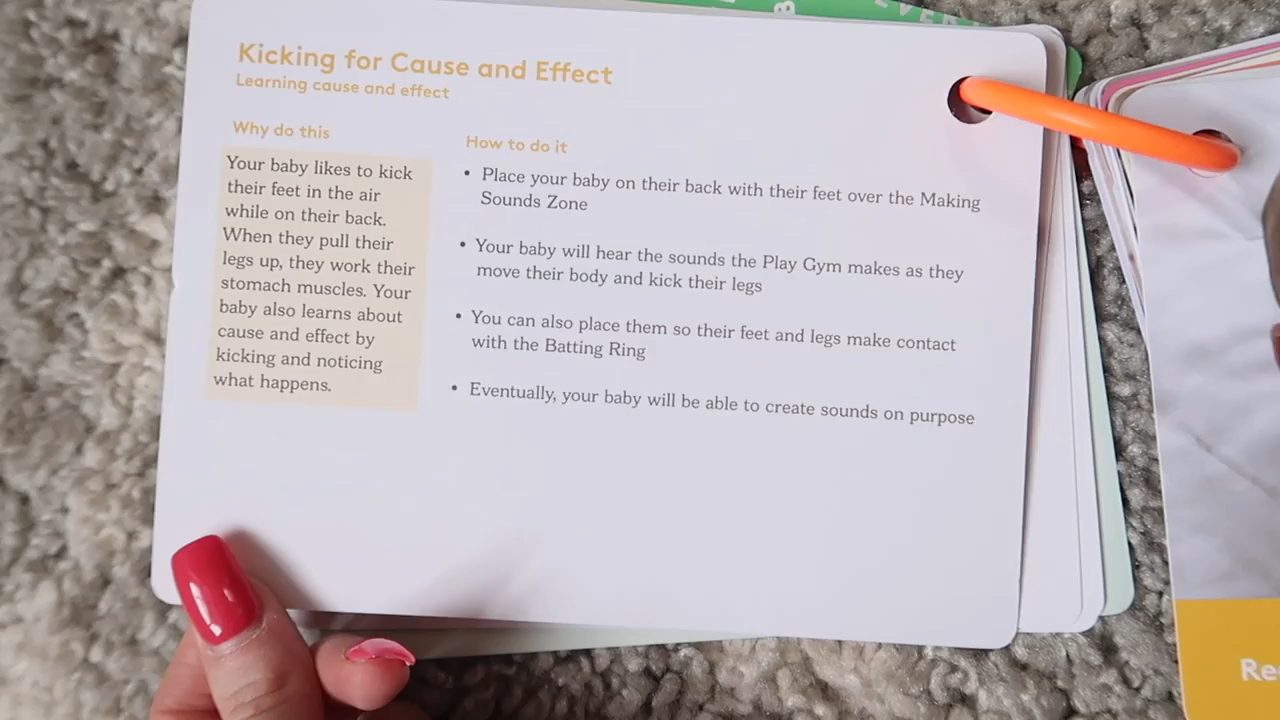 EVER
Kicking for Cause and Effect
Learning cause and effect
Why do this
Your baby likes to kick
their feet in the air
while on their back.
When they pull their
legs up, they work their
stomach muscles. Your
baby also learns about
cause and effect by
kicking and noticing
what happens.
How to do it
• Place your baby on their back with their feet over the Making
Sounds Zone
• Your baby will hear the sounds the Play Gym makes as they
move their body and kick their legs
• You can also place them so their feet and legs make contact
with the Batting Ring
• Eventually, your baby will be able to create sounds on purpose